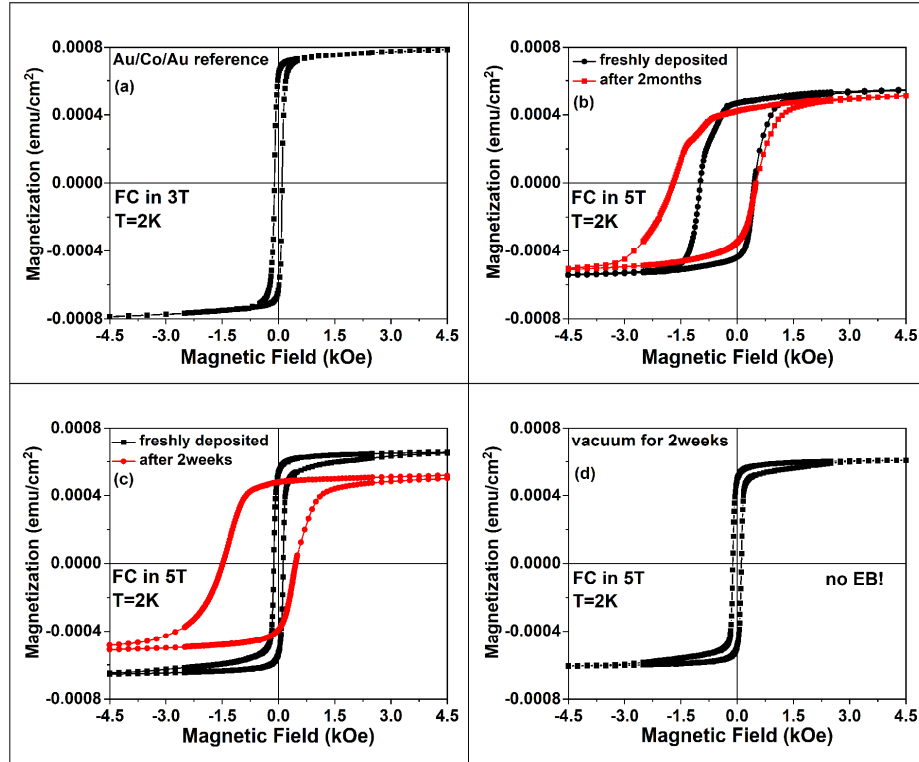 Au/Co/Au reference
(a)
FC in 3T
T=2K
Magnetization (emu/cm²)
0.0008
0.0004
0.0000
-0.0004
-0.0008
-4.5 -3.0 -1.5 0.0 1.5 3.0 4.5
Magnetic Field (kOe)
freshly deposited
after 2months
(b)
FC in 5T
T=2K
Magnetization (emu/cm²)
0.0008
0.0004
0.0000
-0.0004
-0.0008
-4.5 -3.0 -1.5 0.0 1.5 3.0 4.5
Magnetic Field (kOe)
freshly deposited
after 2weeks
(c)
FC in 5T
T=2K
Magnetization (emu/cm²)
0.0008
0.0004
0.0000
-0.0004
-0.0008
-4.5 -3.0 -1.5 0.0 1.5 3.0 4.5
Magnetic Field (kOe)
vacuum for 2weeks
(d)
FC in 5T
T=2K
no EB!
Magnetization (emu/cm²)
0.0008
0.0004
0.0000
-0.0004
-0.0008
-4.5 -3.0 -1.5 0.0 1.5 3.0 4.5
Magnetic Field (kOe)